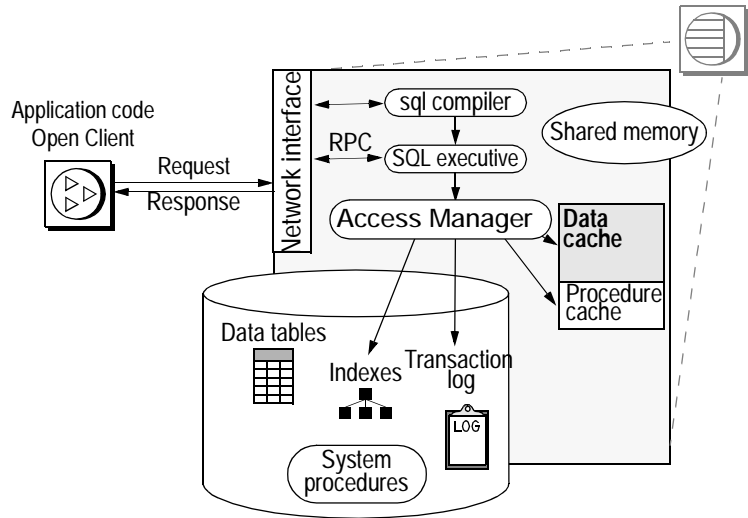 Application code
Open Client
Request
Response
Network interface
sql compiler
RPC
SQL executive
Shared memory
Access Manager
Data
cache
Procedure
cache
Data tables
Indexes
Transaction
log
LOG
System
procedures